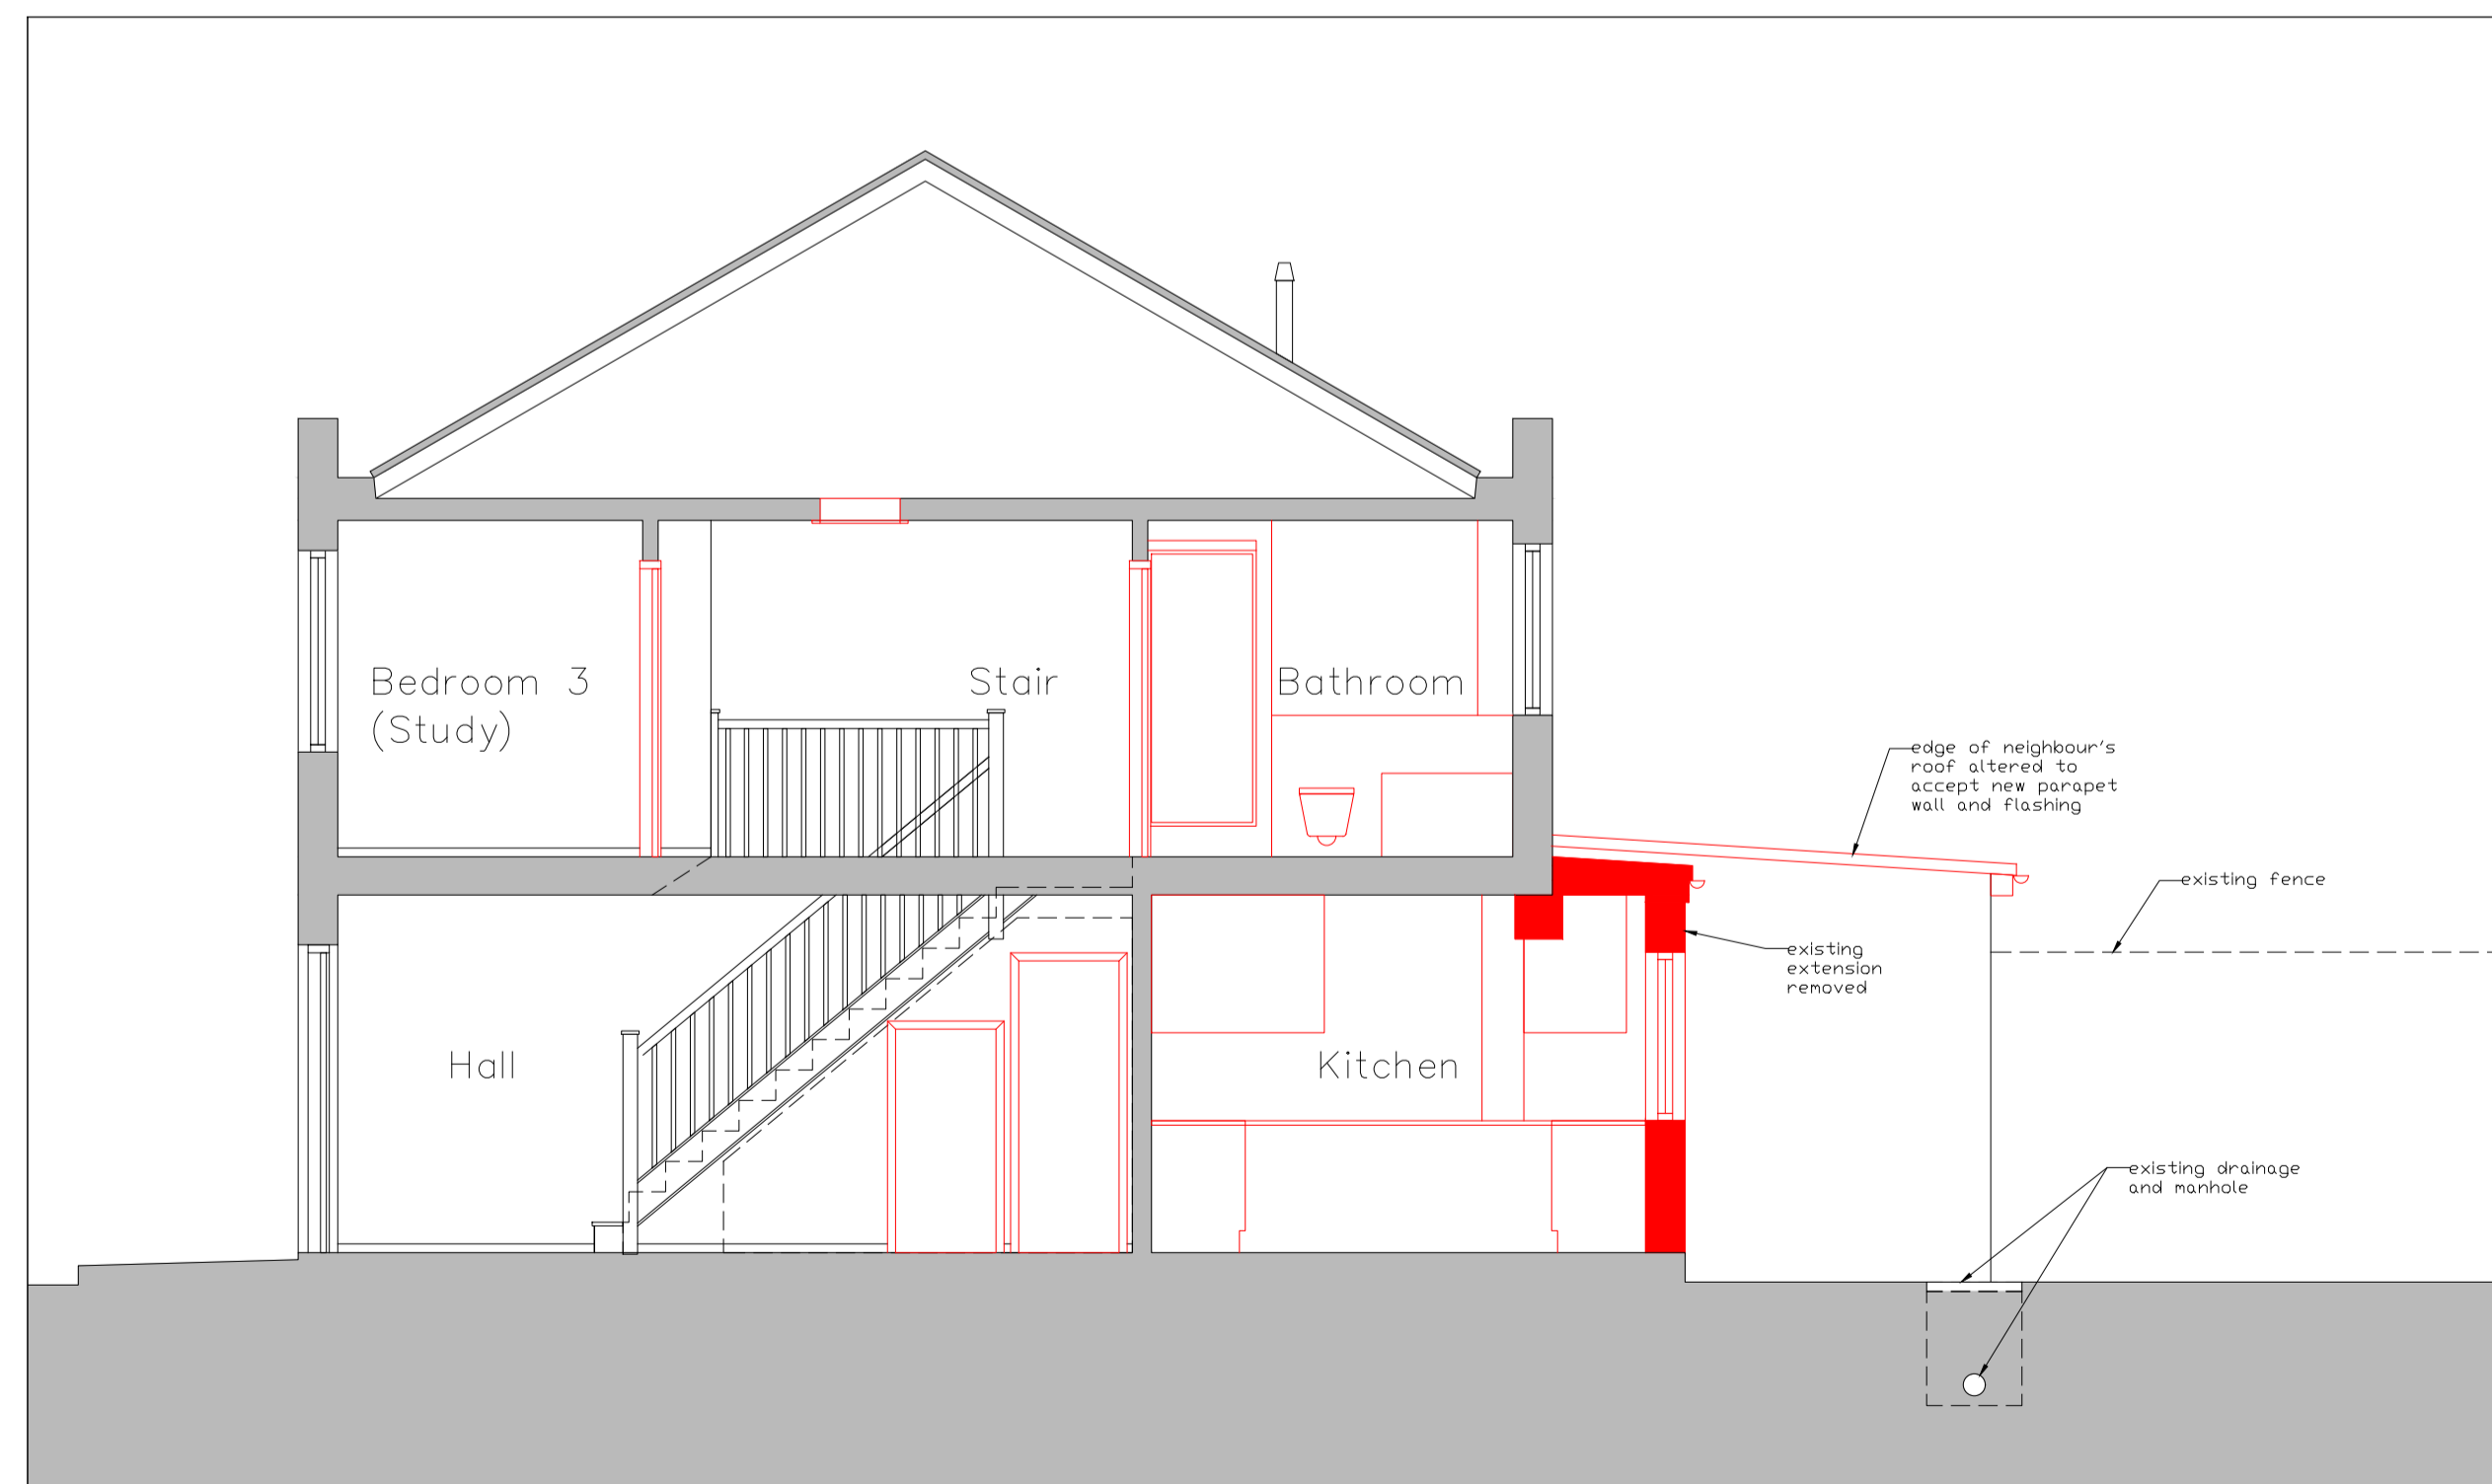 Bedroom 3
(Study)
Stair
Bathroom
edge of neighbour's
roof altered to
accept new parapet
wall and flashing
existing fence
existing
extension
removed
Hall
Kitchen
existing drainage
and manhole